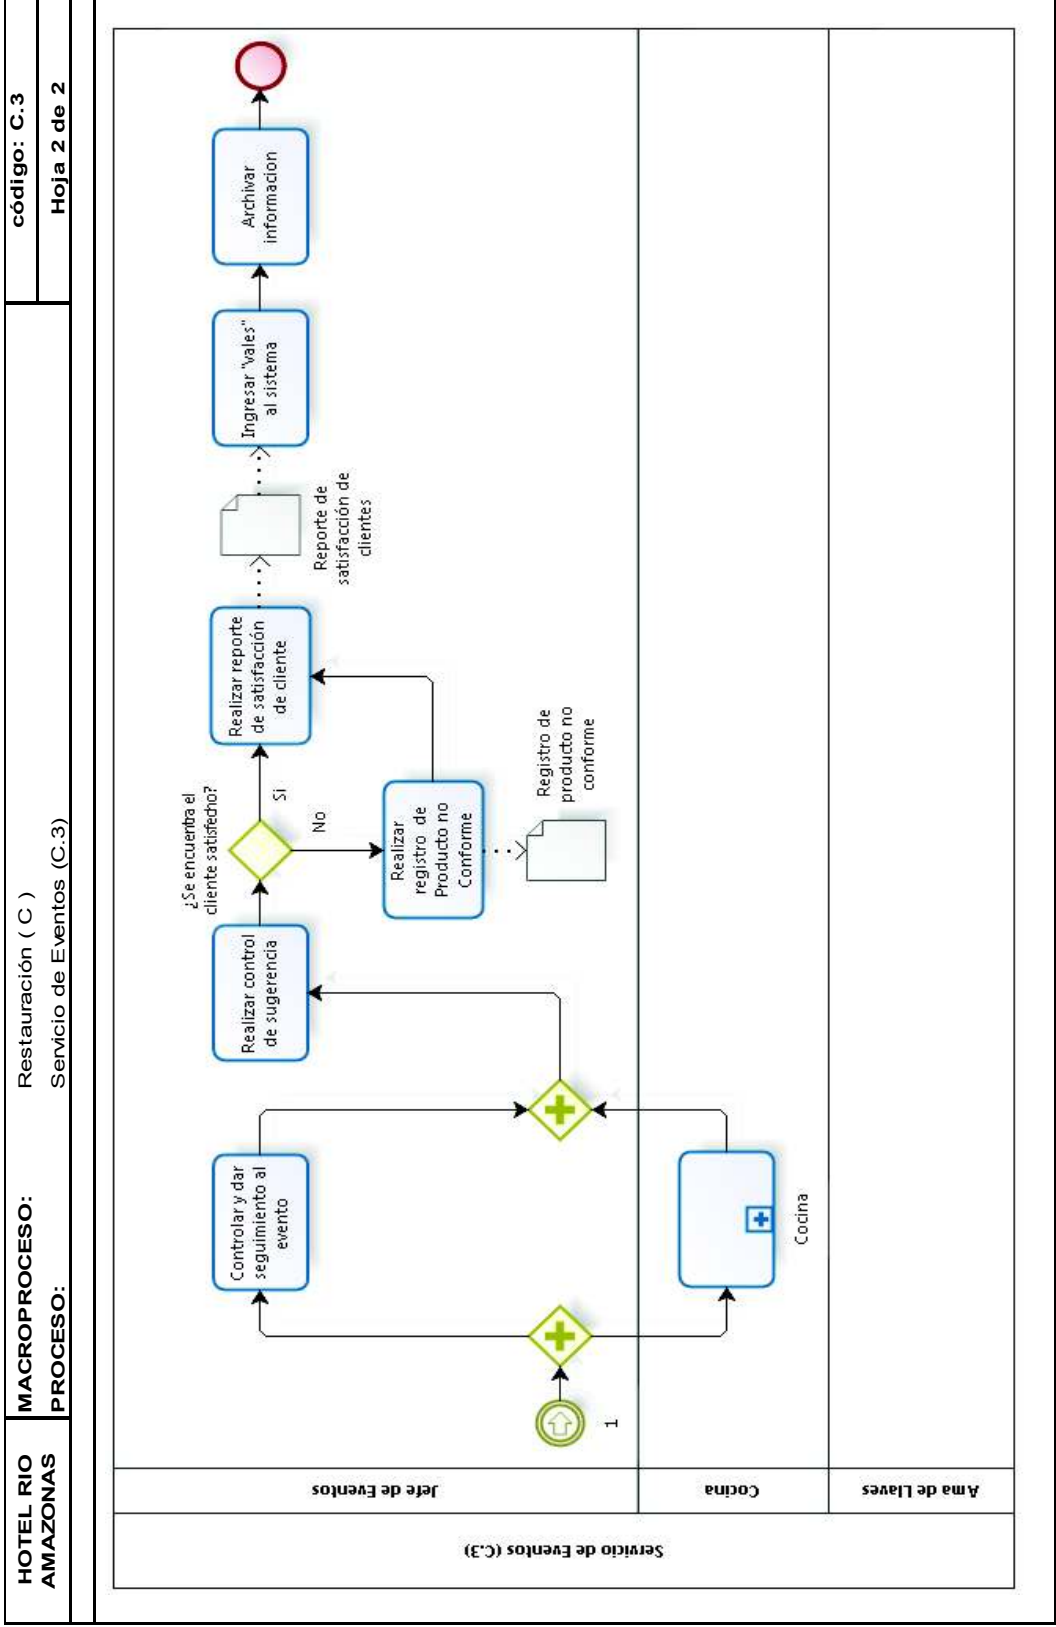 HOTEL RIO
AMAZONAS
MACROPROCESO:
Restauración ( C )
código: C.3
PROCESO:
Servicio de Eventos (C.3)
Hoja 2 de 2
Servicio de Eventos (C.3)
Jefe de Eventos
Cocina
Ama de Llaves
1
Controlar y dar
seguimiento al
evento
Cocina
Realizar control
de sugerencia
¿Se encuentra el
cliente satisfecho?
Si
No
Realizar
registro de
Producto no
Conforme
Registro de
producto no
conforme
Realizar reporte
de satisfacción
de cliente
Reporte de
satisfacción de
clientes
Ingresar "vales"
al sistema
Archivar
informacion